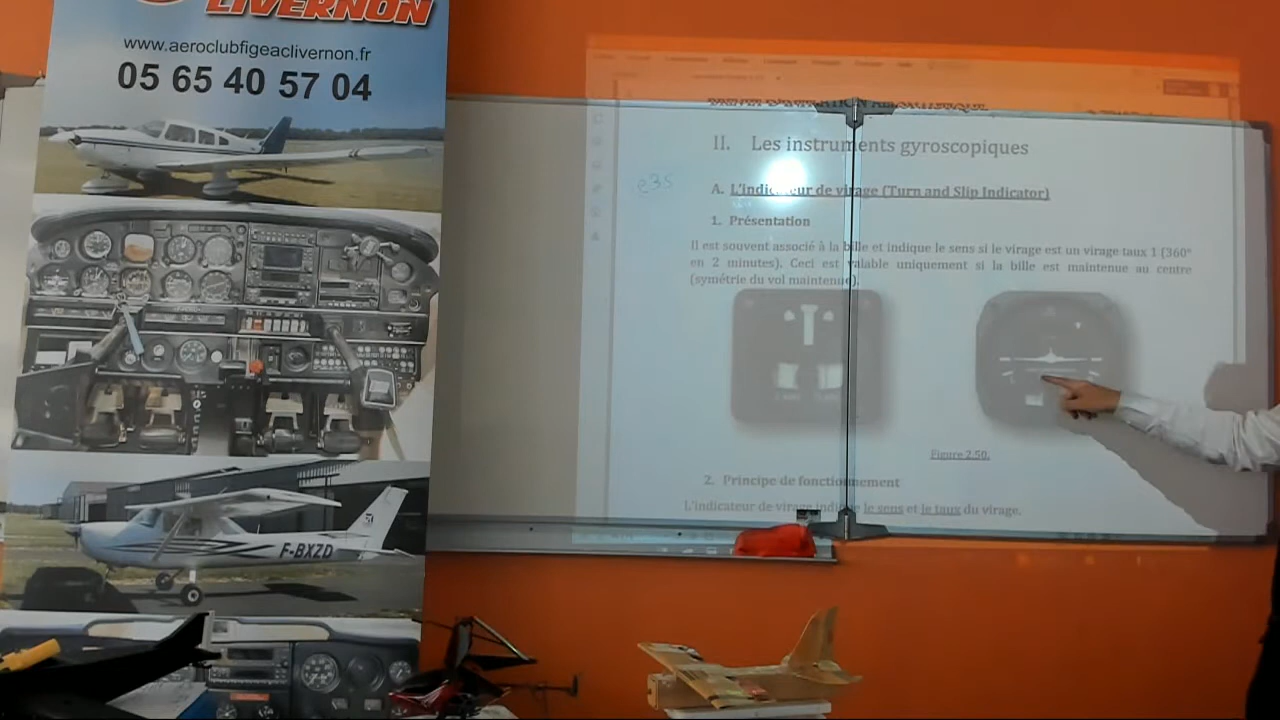 LIVERNON
www.aeroclubfigeaclivernon.fr
05 65 40 57 04
F-BXZD
e35
II. Les instruments gyroscopiques
A. L'indicateur de virage (Turn and Slip Indicator)
1. Présentation
Il est souvent associé à la bille et indique le sens si le virage est un virage taux 1 (360°
en 2 minutes). Ceci est valable uniquement si la bille est maintenue au centre
(symétrie du vol maintenue).
Figure 2.50.
2. Principe de fonctionnement
L'indicateur de virage indique le sens et le taux du virage.